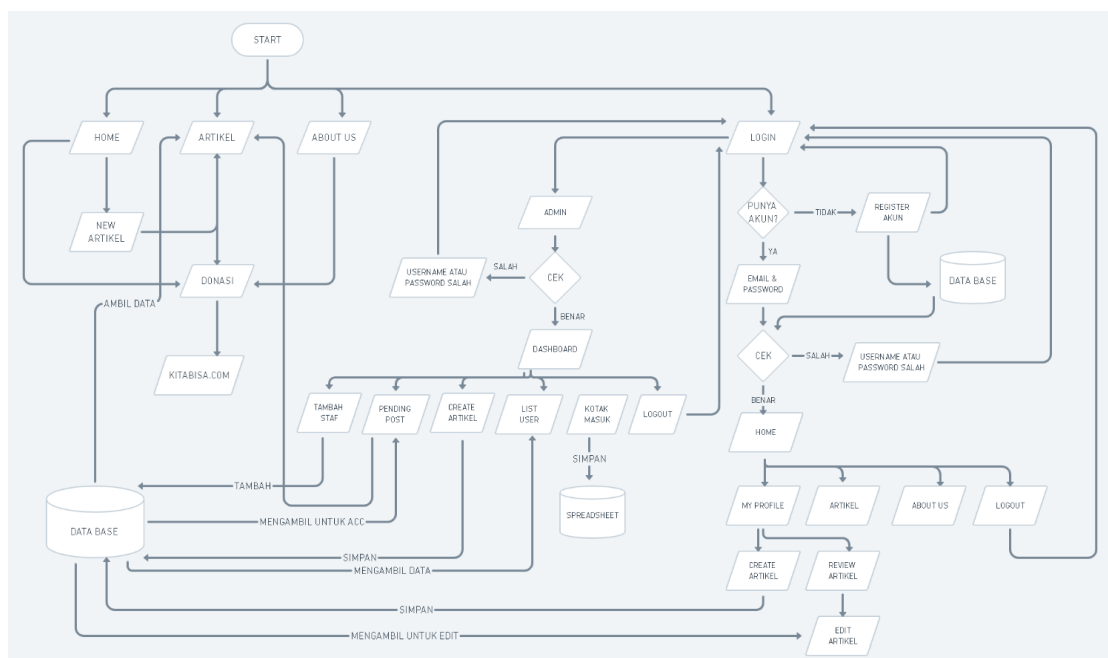 START
HOME
ARTIKEL
ABOUT US
LOGIN
NEW
ARTIKEL
ADMIN
PUNYA
AKUN?
TIDAK
REGISTER
AKUN
YA
DONASI
USERNAME ATAU
PASSWORD SALAH
SALAH
CEK
EMAIL &
PASSWORD
DATA BASE
AMBIL DATA
BENAR
KITABISA.COM
DASHBOARD
CEK
SALAH
USERNAME ATAU
PASSWORD SALAH
BENAR
TAMBAH
STAF
PENDING
POST
CREATE
ARTIKEL
LIST
USER
KOTAK
MASUK
LOGOUT
HOME
SIMPAN
TAMBAH
SPREADSHEET
MY PROFILE
ARTIKEL
ABOUT US
LOGOUT
DATA BASE
MENGAMBIL UNTUK ACC
SIMPAN
MENGAMBIL DATA
CREATE
ARTIKEL
REVIEW
ARTIKEL
SIMPAN
MENGAMBIL UNTUK EDIT
EDIT
ARTIKEL